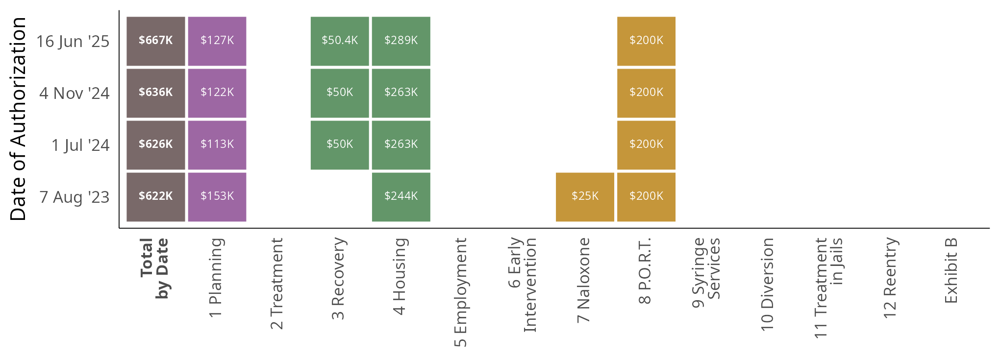 Date of Authorization
16 Jun '25 $667K $127K $50.4K $289K $200K
4 Nov '24 $636K $122K $50K $263K $200K
1 Jul '24 $626K $113K $50K $263K $200K
7 Aug '23 $622K $153K $244K $25K $200K
Total
by Date
1 Planning
2 Treatment
3 Recovery
4 Housing
5 Employment
6 Early
Intervention
7 Naloxone
8 P.O.R.T.
9 Syringe
Services
10 Diversion
11 Treatment
in Jails
12 Reentry
Exhibit B